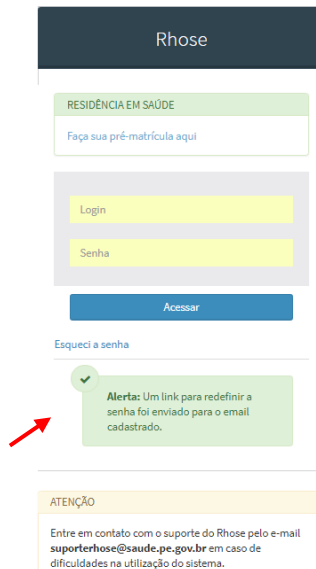 Rhose
RESIDÊNCIA EM SAÚDE
Faça sua pré-matrícula aqui
Login
Senha
Acessar
Esqueci a senha
Alerta: Um link para redefinir a
senha foi enviado para o email
cadastrado.
ATENÇÃO
Entre em contato com o suporte do Rhose pelo e-mail
suporterhose@saude.pe.gov.br em caso de
dificuldades na utilização do sistema.